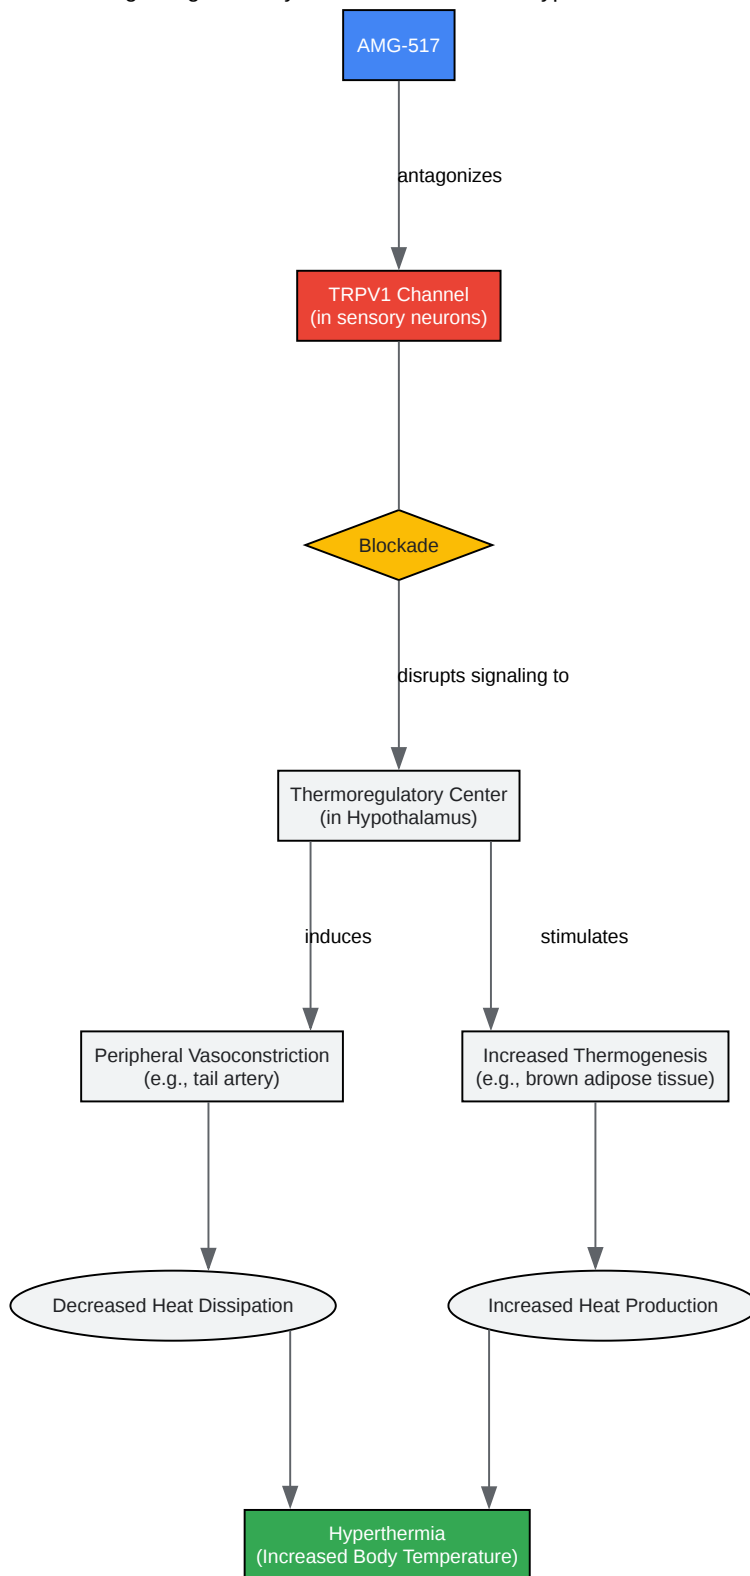 AMG-517
antagonizes
TRPV1 Channel
(in sensory neurons)
Blockade
disrupts signaling to
Thermoregulatory Center
(in Hypothalamus)
induces
stimulates
Peripheral Vasoconstriction
(e.g., tail artery)
Increased Thermogenesis
(e.g., brown adipose tissue)
Decreased Heat Dissipation
Increased Heat Production
Hyperthermia
(Increased Body Temperature)